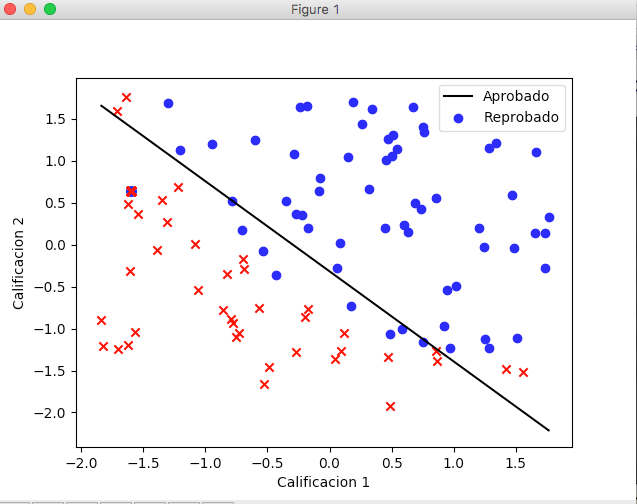 Figure 1
Aprobado
Reprobado
Calificacion 2
1.5
1.0
0.5
0.0
−0.5
−1.0
−1.5
−2.0
−2.0 −1.5 −1.0 −0.5 0.0 0.5 1.0 1.5
Calificacion 1